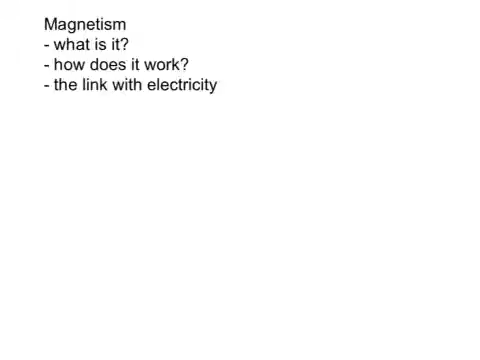 Magnetism
- what is it?
- how does it work?
- the link with electricity